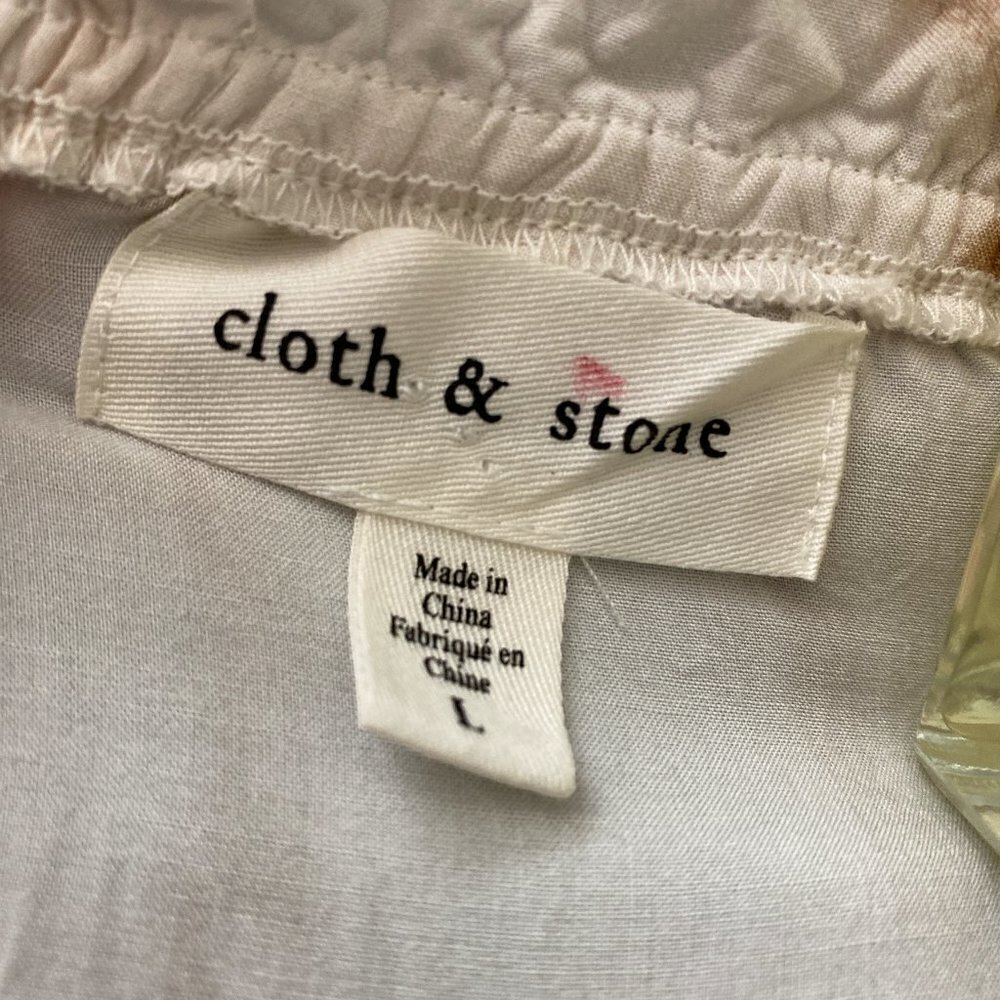 cloth & stone
Made in
China
Fabriqué en
Chine
L